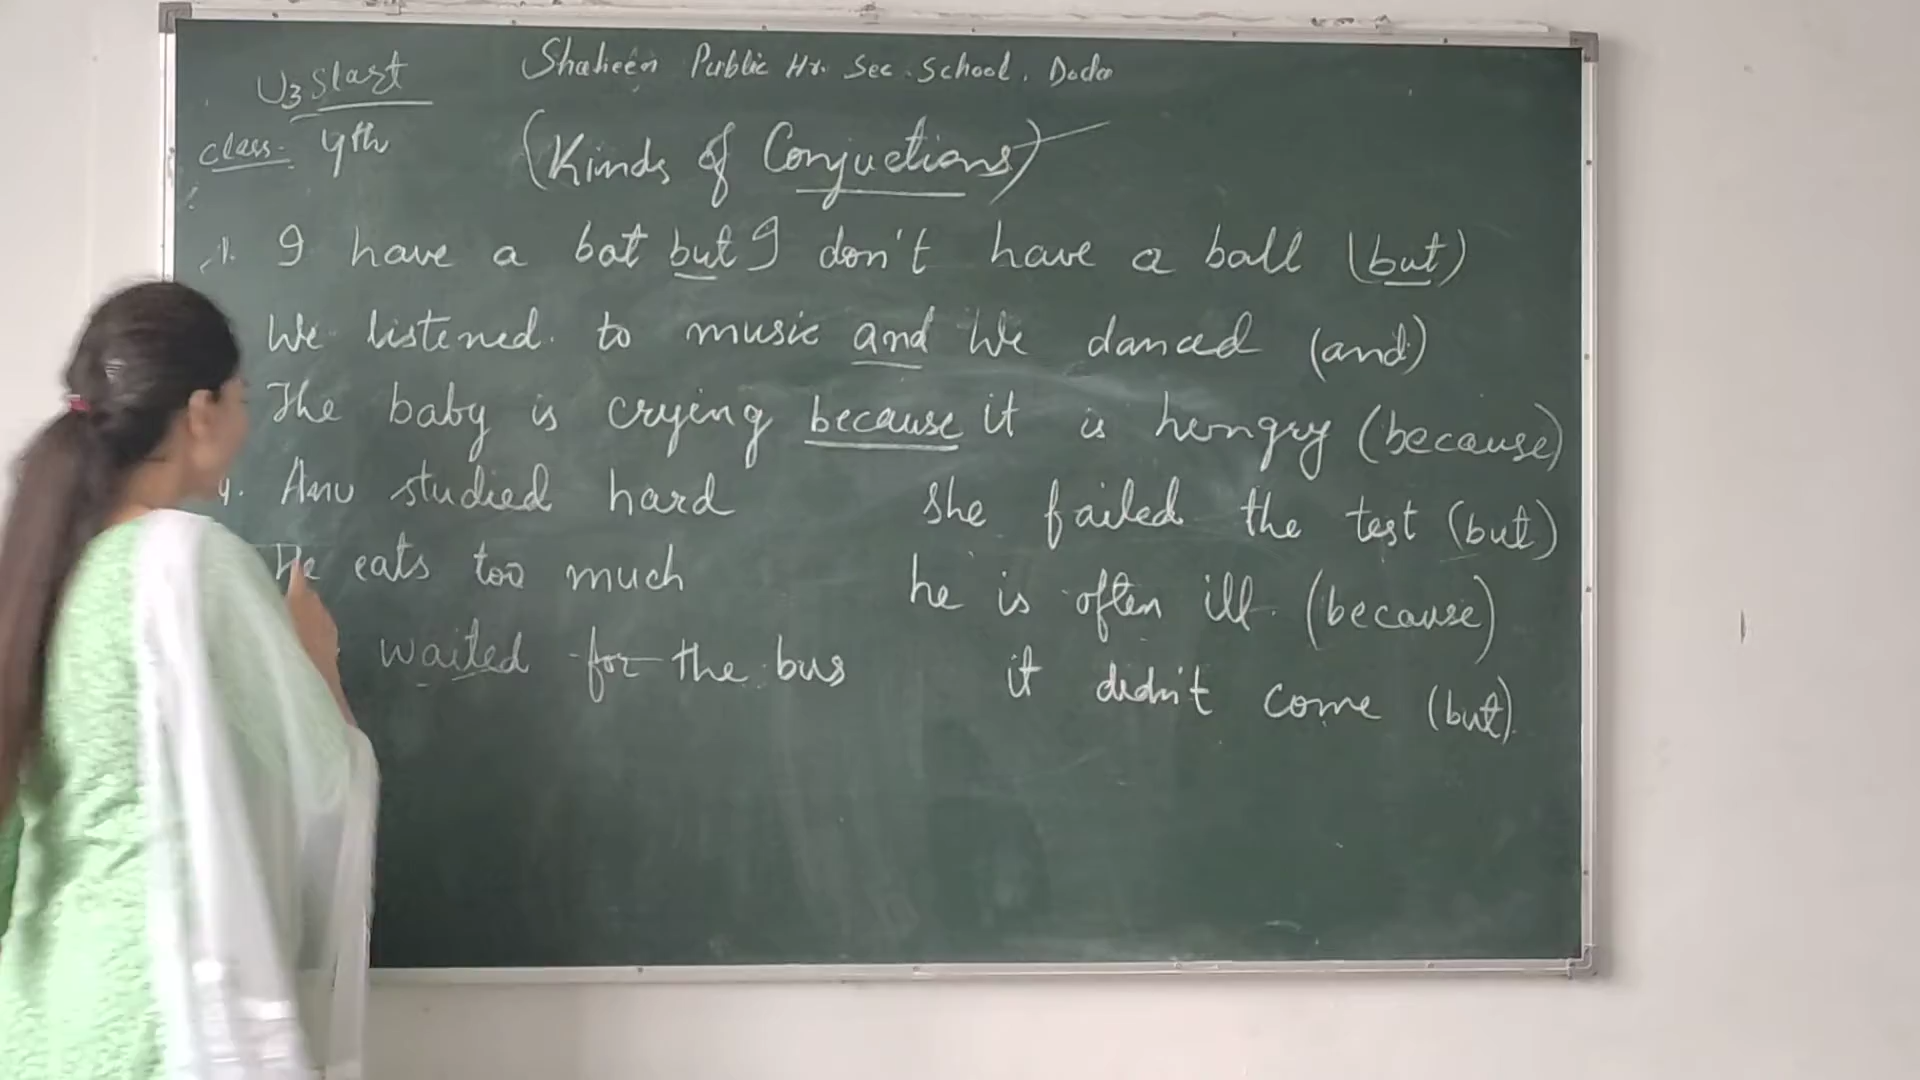 U3 Start
Shaheen Public Hr. Sec. School. Doda
class:- 4th
(Kinds of Conjuctions)
1. I have a bat but I don't have a ball (but)
We listened. to music and We danced (and)
The baby is crying because it is hungry (because)
4. Anu studied hard she failed the test (but)
He eats too much he is often ill. (because)
waited for the bus it didn't come (but).